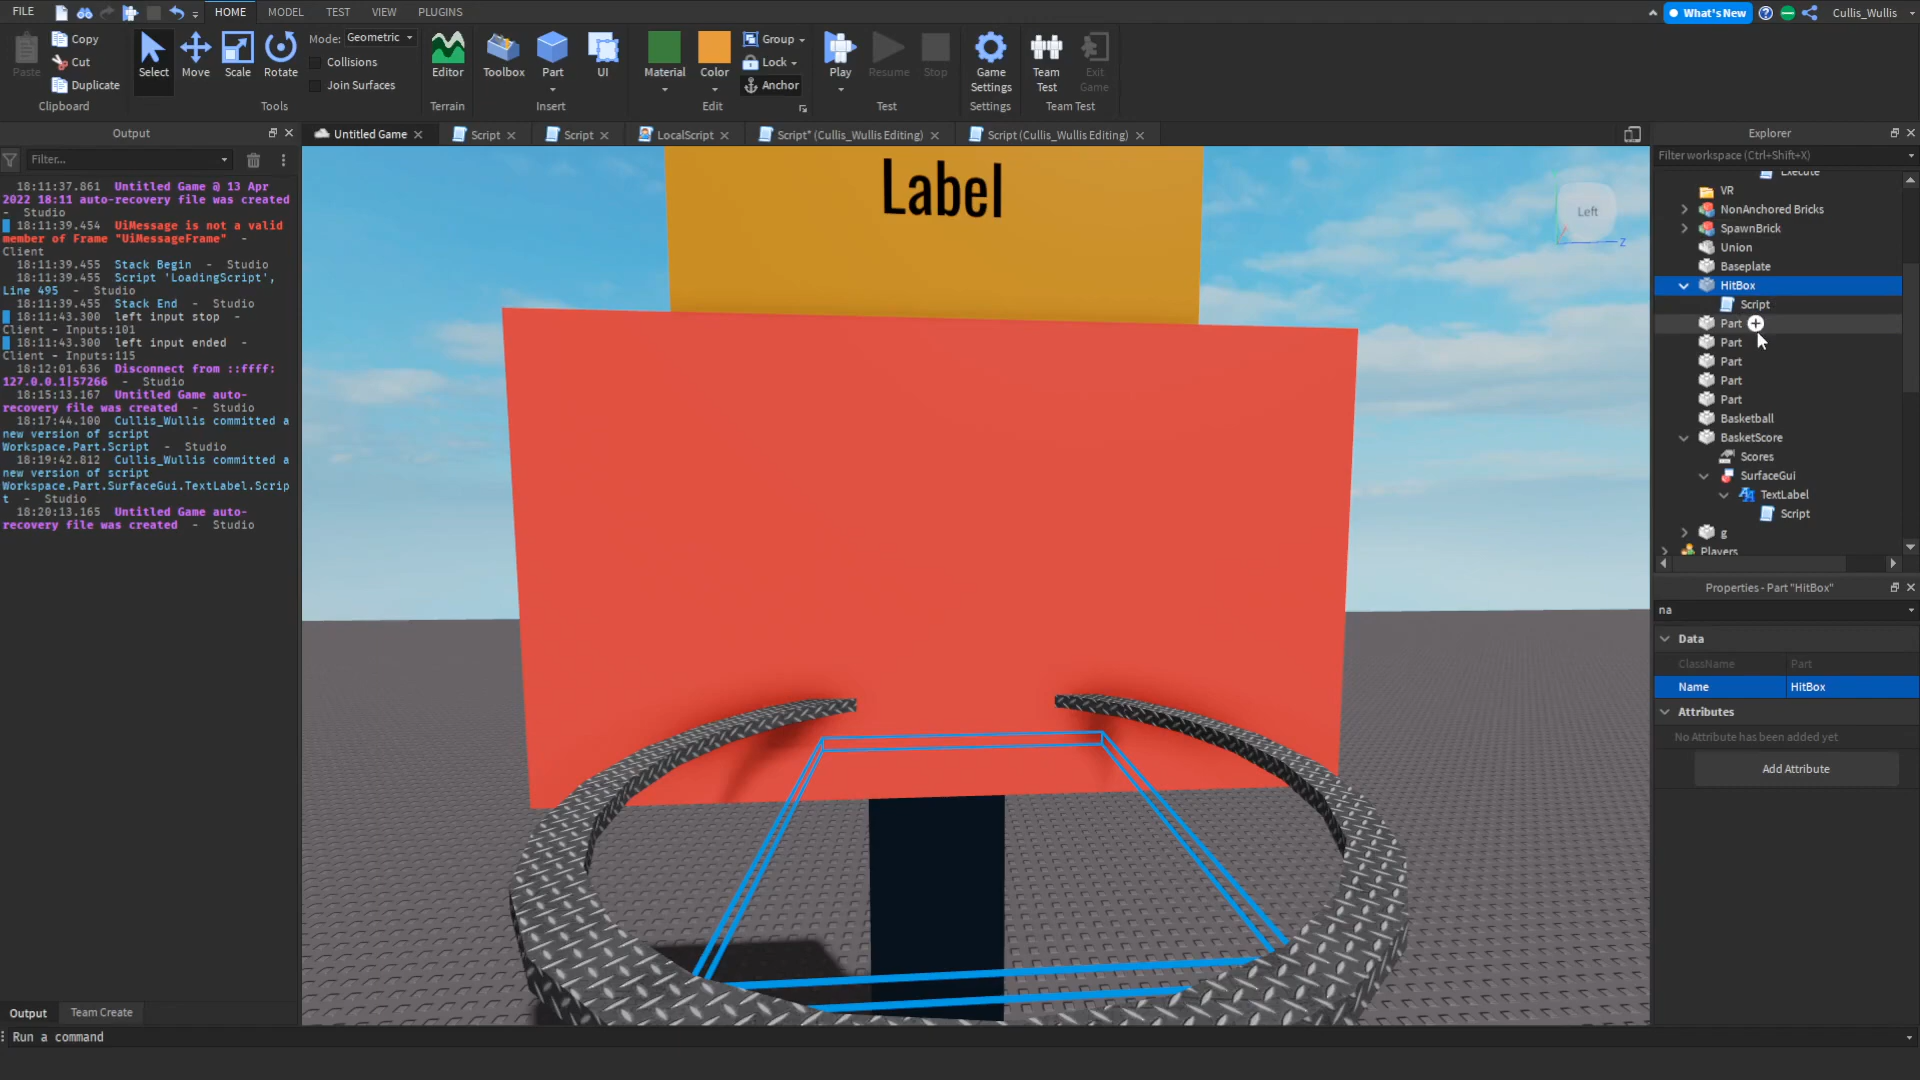 FILE HOME MODEL TEST VIEW PLUGINS What's New Cullis_Wullis
Paste Copy Cut Duplicate Clipboard
Select Move Scale Rotate Mode: Geometric Collisions Join Surfaces Tools
Editor Terrain
Toolbox Part UI Insert
Material Color Group Lock Anchor Edit
Play Resume Stop Test
Game Settings Settings
Team Test Exit Game Team Test
Output
Untitled Game Script Script LocalScript Script* (Cullis_Wullis Editing) Script (Cullis_Wullis Editing)
Filter...
18:11:37.861 Untitled Game @ 13 Apr
2022 18:11 auto-recovery file was created
- Studio
18:11:39.454 UiMessage is not a valid
member of Frame "UiMessageFrame" -
Client
18:11:39.455 Stack Begin - Studio
18:11:39.455 Script 'LoadingScript',
Line 495 - Studio
18:11:39.455 Stack End - Studio
18:11:43.300 left input stop -
Client - Inputs:101
18:11:43.300 left input ended -
Client - Inputs:115
18:12:01.636 Disconnect from ::ffff:
127.0.0.1|57266 - Studio
18:15:13.167 Untitled Game auto-
recovery file was created - Studio
18:17:44.100 Cullis_Wullis committed a
new version of script
Workspace.Part.Script - Studio
18:19:42.812 Cullis_Wullis committed a
new version of script
Workspace.Part.SurfaceGui.TextLabel.Scrip
t - Studio
18:20:13.165 Untitled Game auto-
recovery file was created - Studio
Label
Left
Z
Explorer
Filter workspace (Ctrl+Shift+X)
Execute
VR
NonAnchored Bricks
SpawnBrick
Union
Baseplate
HitBox
Script
Part
Part
Part
Part
Part
Basketball
BasketScore
Scores
SurfaceGui
TextLabel
Script
g
Players
Properties - Part "HitBox"
na
Data
ClassName Part
Name HitBox
Attributes
No Attribute has been added yet
Add Attribute
Output Team Create
Run a command